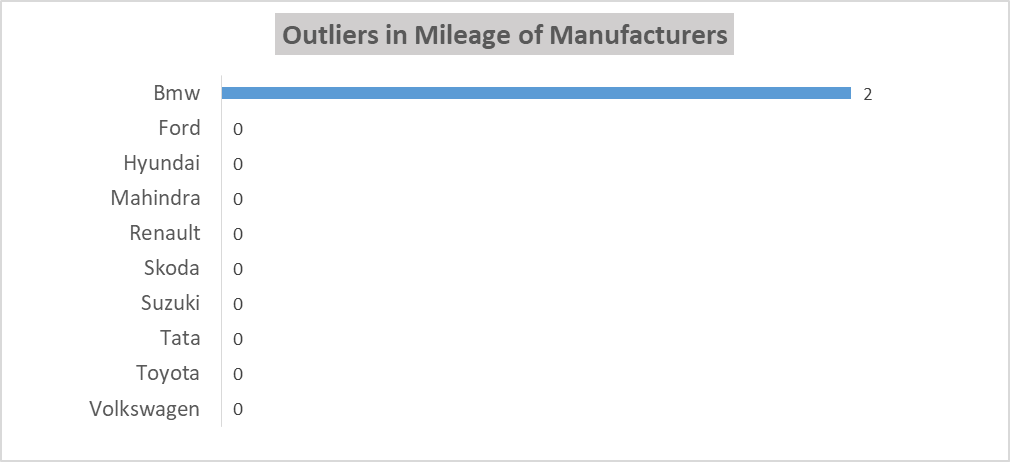 Outliers in Mileage of Manufacturers
Bmw 2
Ford 0
Hyundai 0
Mahindra 0
Renault 0
Skoda 0
Suzuki 0
Tata 0
Toyota 0
Volkswagen 0